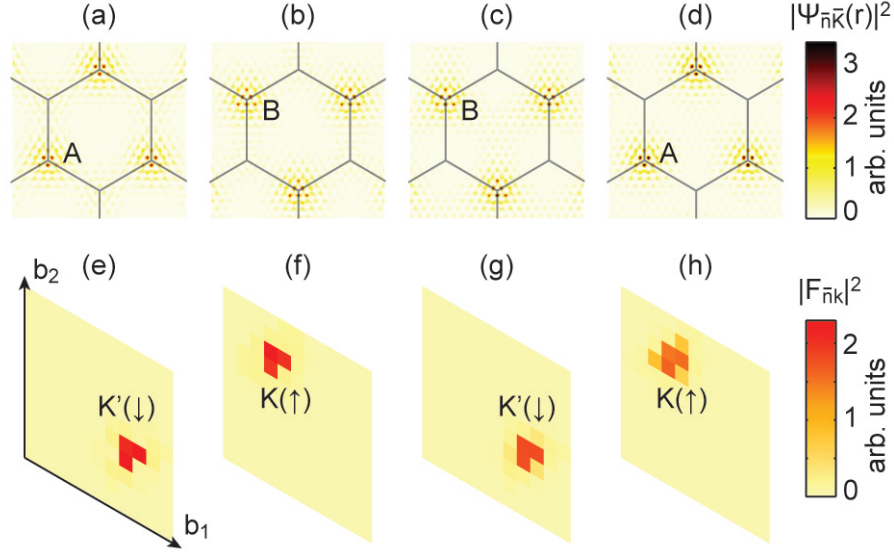 (a) (b) (c) (d) |Ψn̄K̄(r)|²
A B B A
3
2
1
0
arb. units
(e) (f) (g) (h) |Fn̄k|²
b₂
b₁
K'(↓) K(↑) K'(↓) K(↑)
2
1
0
arb. units